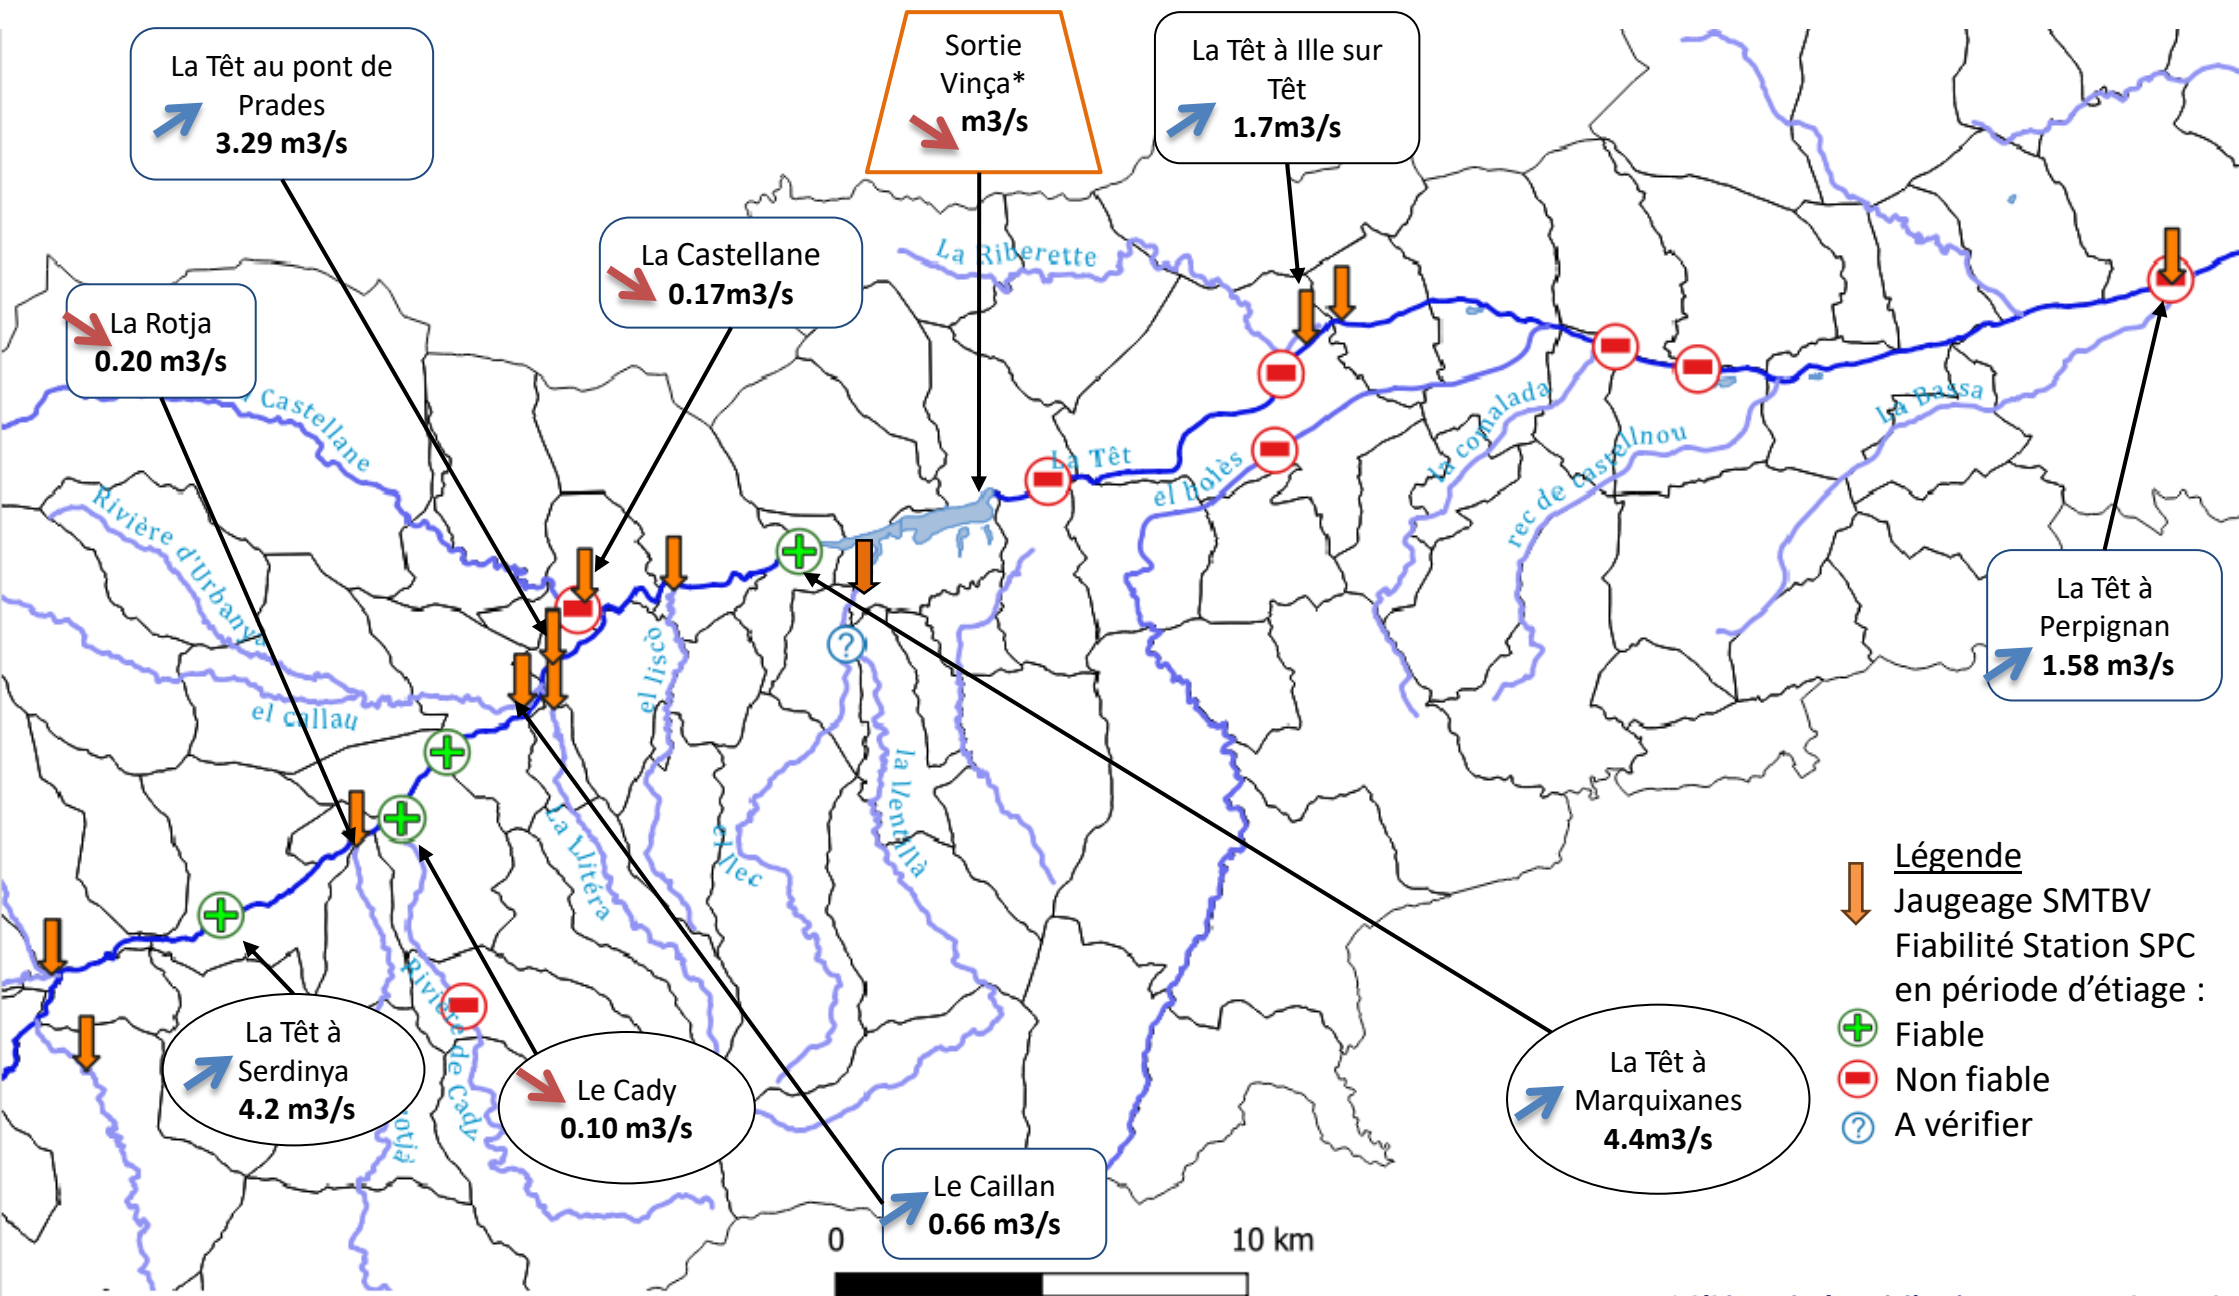 La Têt au pont de
Prades
3.29 m3/s
Sortie
Vinça*
m3/s
La Têt à Ille sur
Têt
1.7m3/s
La Castellane
0.17m3/s
La Riberette
La Rotja
0.20 m3/s
Castellane
Rivière d'Urbanya
el callau
La Têt
el bolès
la comalada
rec de castellnou
La Bassa
La Têt à
Perpignan
1.58 m3/s
el liscò
La Llitéra
el llec
la lentillà
Rivière de Cady
La Têt à
Serdinya
4.2 m3/s
Le Cady
0.10 m3/s
Le Caillan
0.66 m3/s
La Têt à
Marquixanes
4.4m3/s
Légende
Jaugeage SMTBV
Fiabilité Station SPC
en période d'étiage :
Fiable
Non fiable
? A vérifier
?
0 10 km